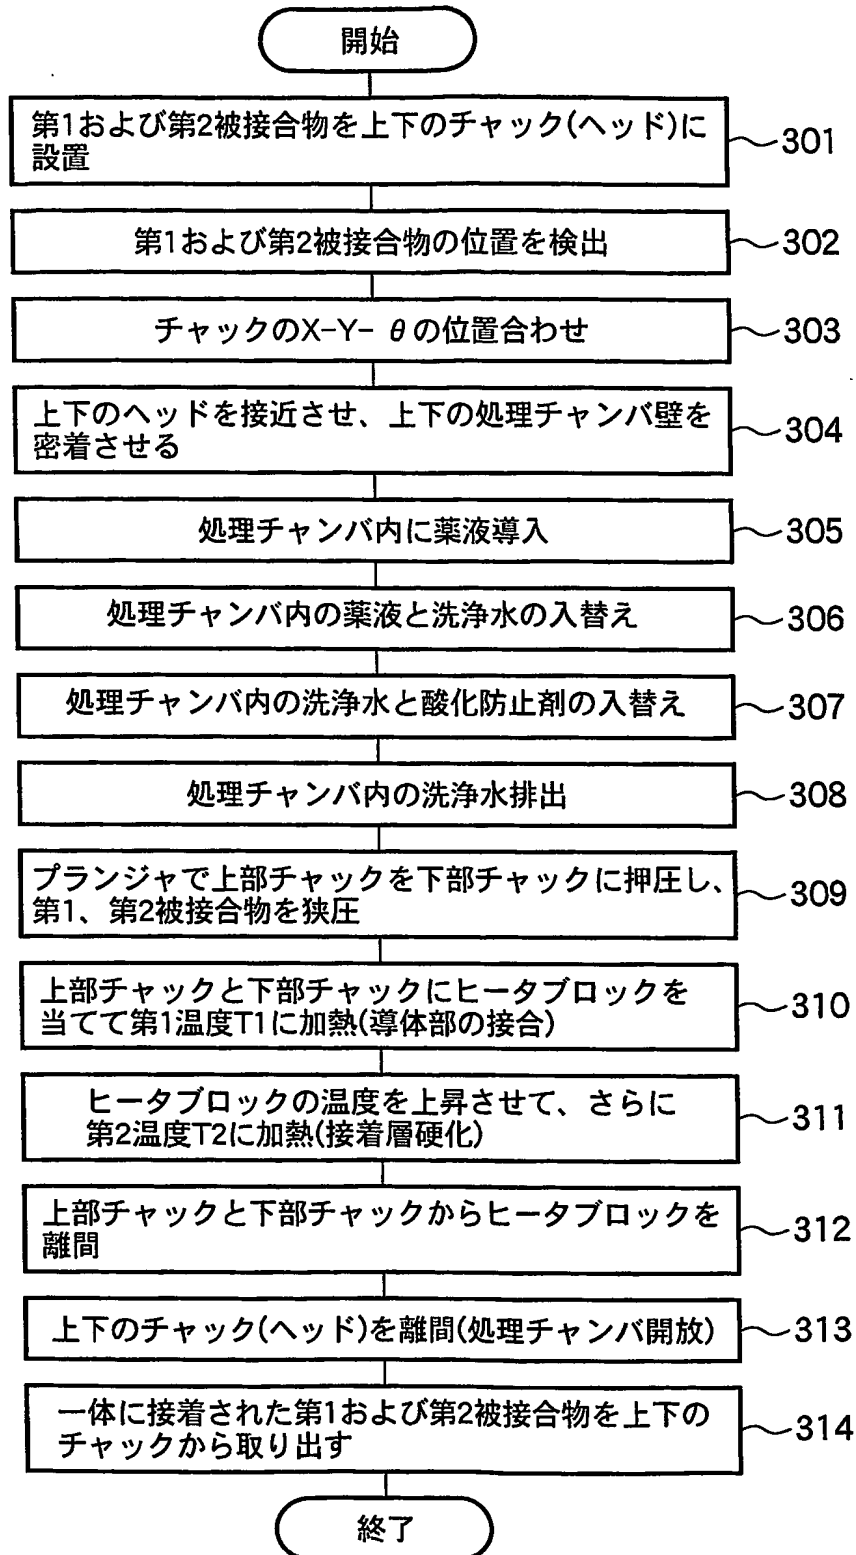 開始
第1および第2被接合物を上下のチャック(ヘッド)に
設置
301
第1および第2被接合物の位置を検出
302
チャックのX-Y- θの位置合わせ
303
上下のヘッドを接近させ、上下の処理チャンバ壁を
密着させる
304
処理チャンバ内に薬液導入
305
処理チャンバ内の薬液と洗浄水の入替え
306
処理チャンバ内の洗浄水と酸化防止剤の入替え
307
処理チャンバ内の洗浄水排出
308
プランジャで上部チャックを下部チャックに押圧し、
第1、第2被接合物を狭圧
309
上部チャックと下部チャックにヒータブロックを
当てて第1温度T1に加熱(導体部の接合)
310
ヒータブロックの温度を上昇させて、さらに
第2温度T2に加熱(接着層硬化)
311
上部チャックと下部チャックからヒータブロックを
離間
312
上下のチャック(ヘッド)を離間(処理チャンバ開放)
313
一体に接着された第1および第2被接合物を上下の
チャックから取り出す
314
終了